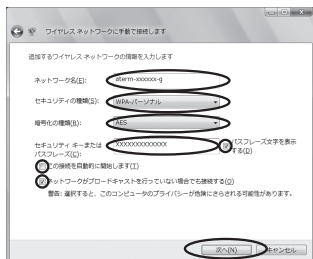 ワイヤレス ネットワークに手動で接続します
追加するワイヤレス ネットワークの情報を入力します
ネットワーク名(E): aterm-xxxxxx-g
セキュリティの種類(S): WPA-パーソナル
暗号化の種類(R): AES
セキュリティ キーまたはパスフレーズ(C): XXXXXXXXXXXXX パスフレーズ文字を表示する(D)
この接続を自動的に開始します(T)
ネットワークがブロードキャストを行っていない場合でも接続する(O)
警告: 選択すると、このコンピュータのプライバシーが危険にさらされる可能性があります。
次へ(N) キャンセル